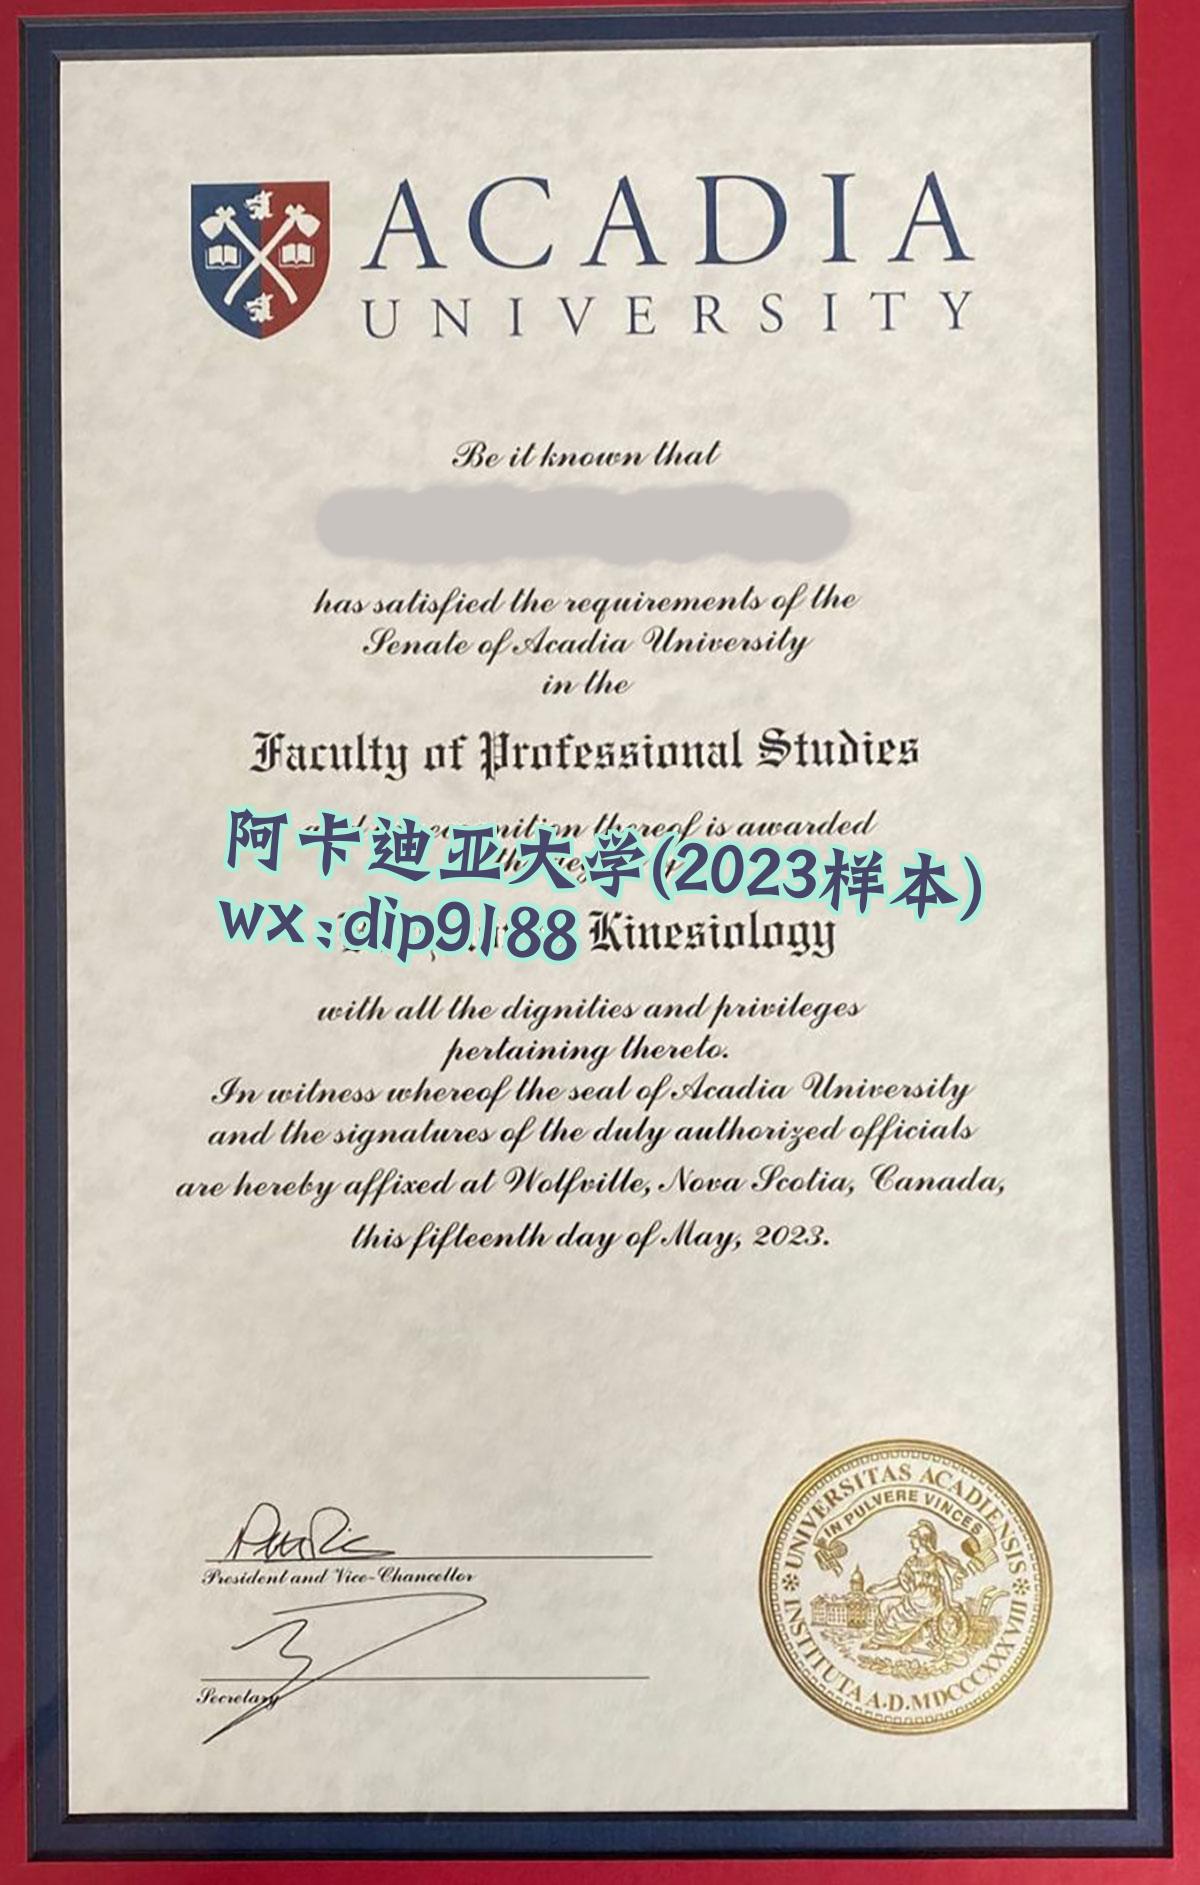 ACADIA
UNIVERSITY
Be it known that
has satisfied the requirements of the
Senate of Acadia University
in the
Faculty of Professional Studies
thereof is awarded
阿卡迪亚大学(2023样本)
wx:dip9188
Kinesiology
with all the dignities and privileges
pertaining thereto.
In witness whereof the seal of Acadia University
and the signatures of the duly authorized officials
are hereby affixed at Wolfville, Nova Scotia, Canada,
this fifteenth day of May, 2023.
President and Vice-Chancellor
Secretary
UNIVERSITAS ACADIENSIS
IN PULVERE VINCES
INSTITUTA A.D. MDCCCXXXVIII